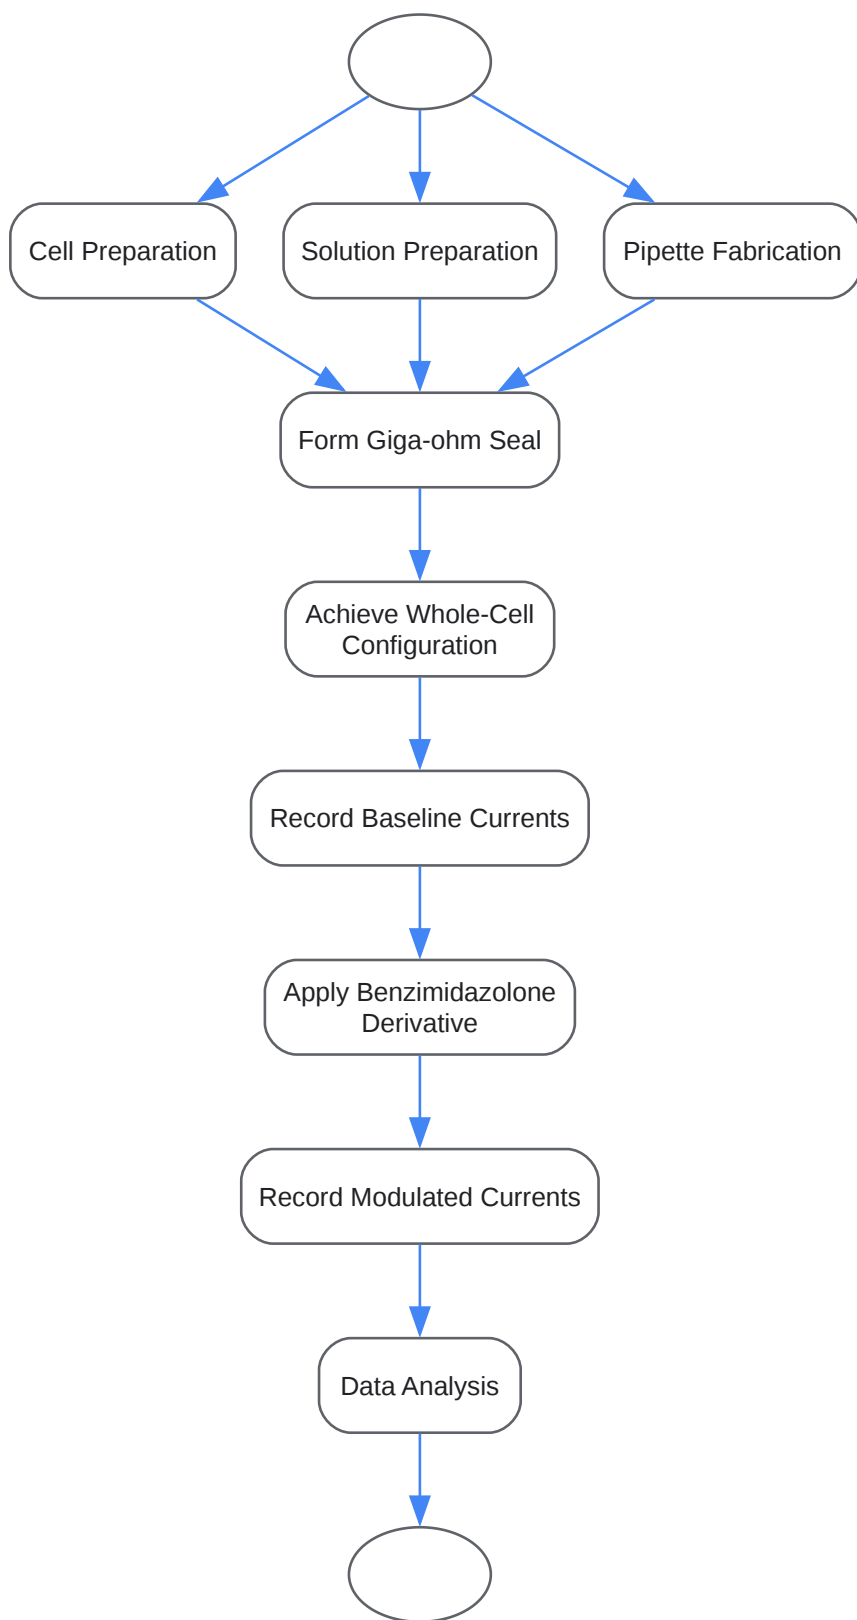 Cell Preparation
Solution Preparation
Pipette Fabrication
Form Giga-ohm Seal
Achieve Whole-Cell
Configuration
Record Baseline Currents
Apply Benzimidazolone
Derivative
Record Modulated Currents
Data Analysis